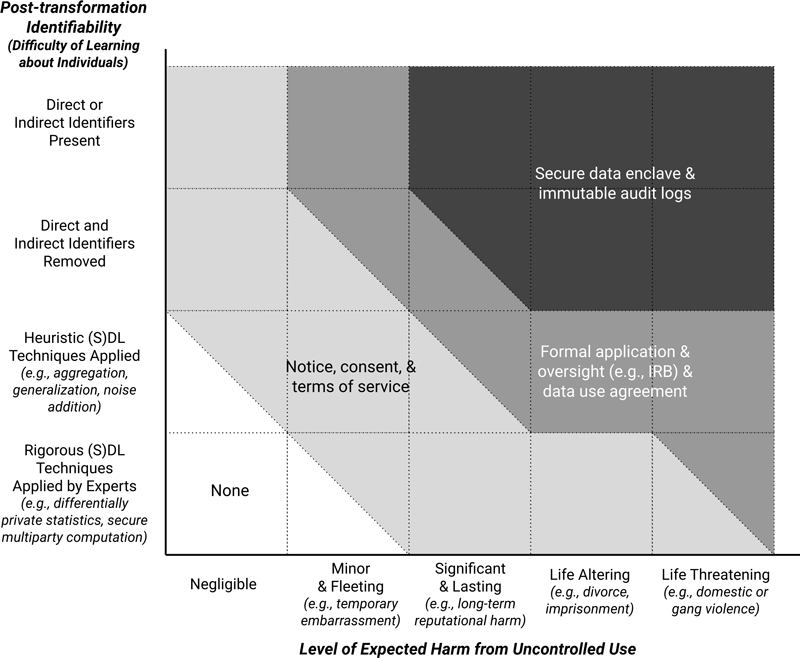 Post-transformation
Identifiability
(Difficulty of Learning
about Individuals)
Direct or
Indirect Identifiers
Present
Direct and
Indirect Identifiers
Removed
Heuristic (S)DL
Techniques Applied
(e.g., aggregation,
generalization, noise
addition)
Rigorous (S)DL
Techniques
Applied by Experts
(e.g., differentially
private statistics, secure
multiparty computation)
Secure data enclave &
immutable audit logs
Notice, consent, &
terms of service
Formal application &
oversight (e.g., IRB) &
data use agreement
None
Negligible
Minor
& Fleeting
(e.g., temporary
embarrassment)
Significant
& Lasting
(e.g., long-term
reputational harm)
Life Altering
(e.g., divorce,
imprisonment)
Life Threatening
(e.g., domestic or
gang violence)
Level of Expected Harm from Uncontrolled Use